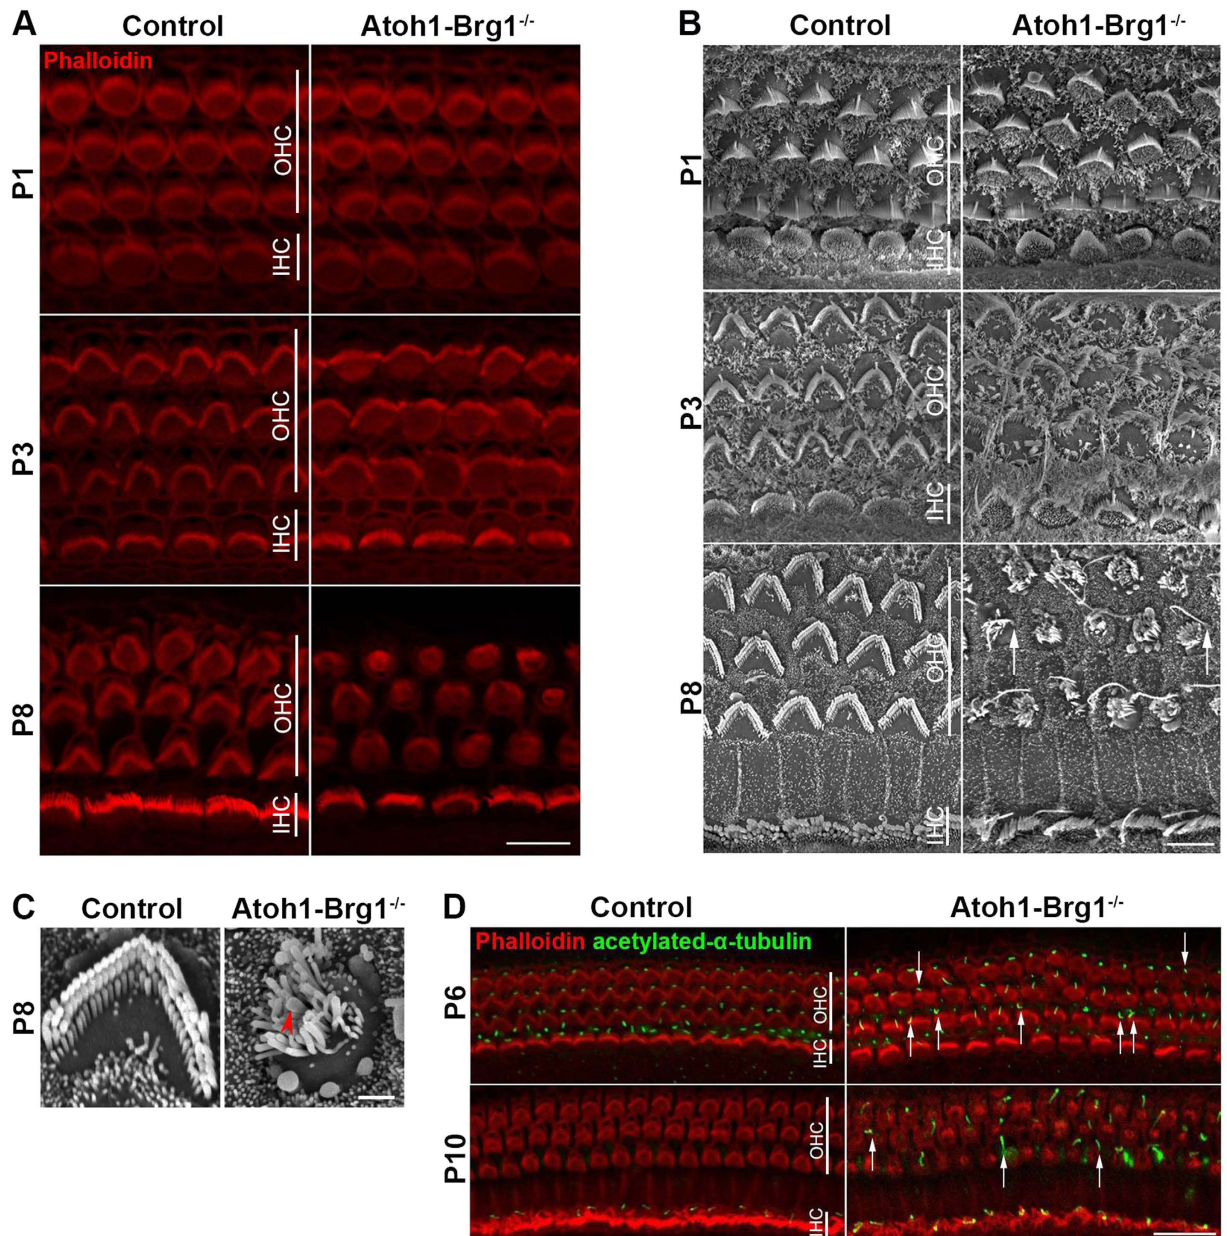 A
Control
Atoh1-Brg1-/-
Phalloidin
P1
OHC
IHC
P3
OHC
IHC
P8
OHC
IHC
B
Control
Atoh1-Brg1-/-
P1
OHC
IHC
P3
OHC
IHC
P8
OHC
IHC
C
Control
Atoh1-Brg1-/-
P8
D
Control
Atoh1-Brg1-/-
Phalloidin acetylated-α-tubulin
P6
OHC
IHC
P10
OHC
IHC